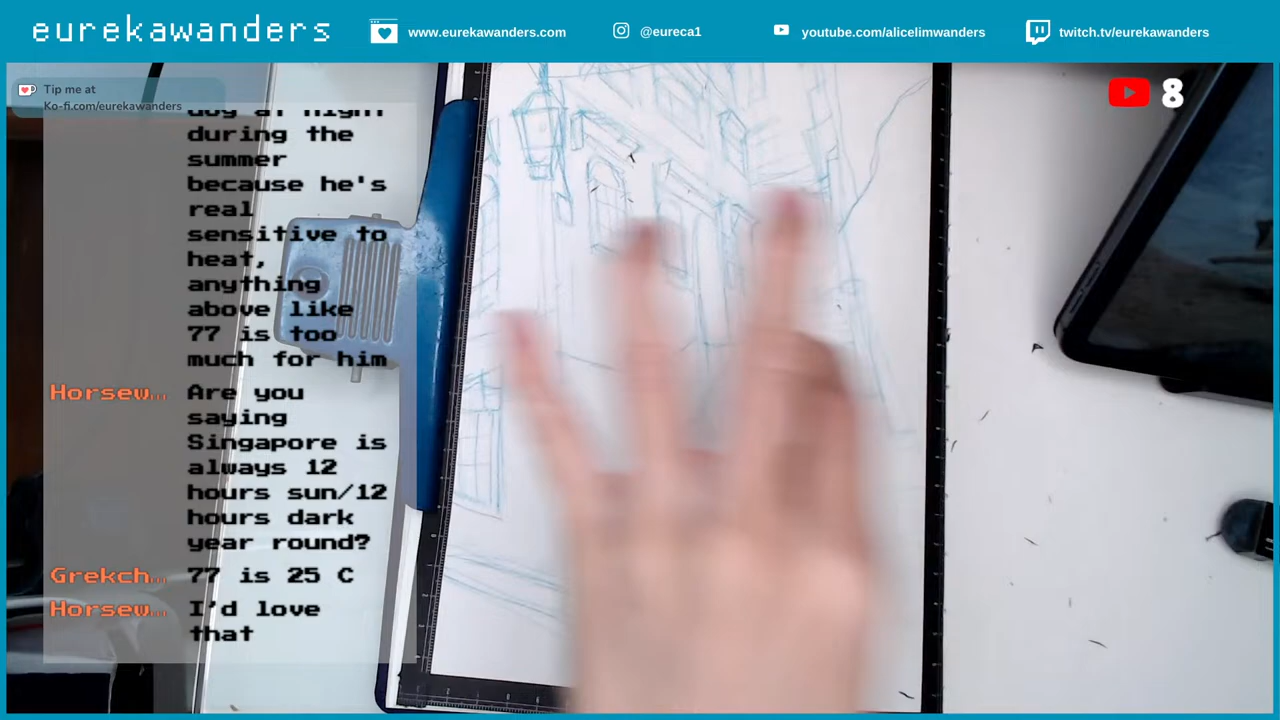 eurekawanders
www.eurekawanders.com
@eureca1
youtube.com/alicelimwanders
twitch.tv/eurekawanders
Tip me at
Ko-fi.com/eurekawanders
8
day at night
during the
summer
because he's
real
sensitive to
heat,
anything
above like
77 is too
much for him
Horsew... Are you
saying
Singapore is
always 12
hours sun/12
hours dark
year round?
Grekch... 77 is 25 C
Horsew... I'd love
that